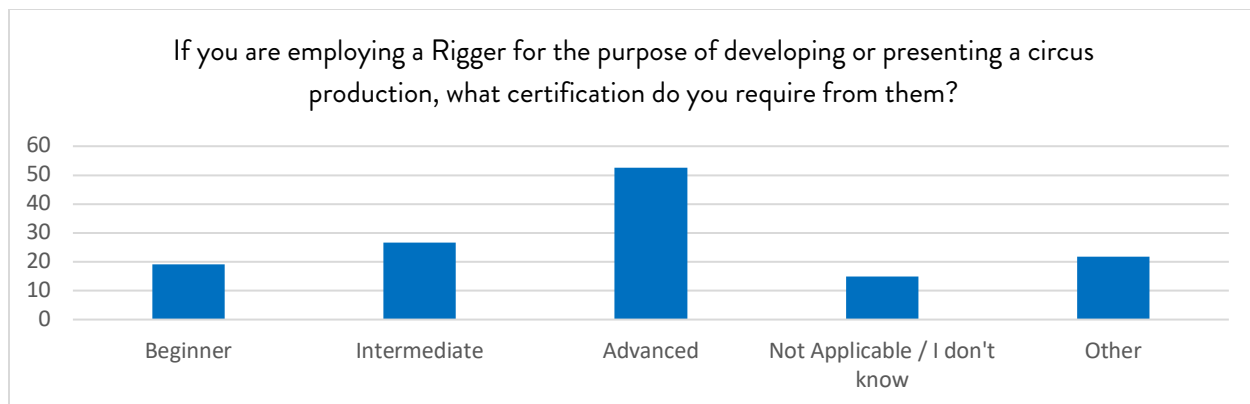 If you are employing a Rigger for the purpose of developing or presenting a circus
production, what certification do you require from them?
60
50
40
30
20
10
0
Beginner
Intermediate
Advanced
Not Applicable / I don't
know
Other